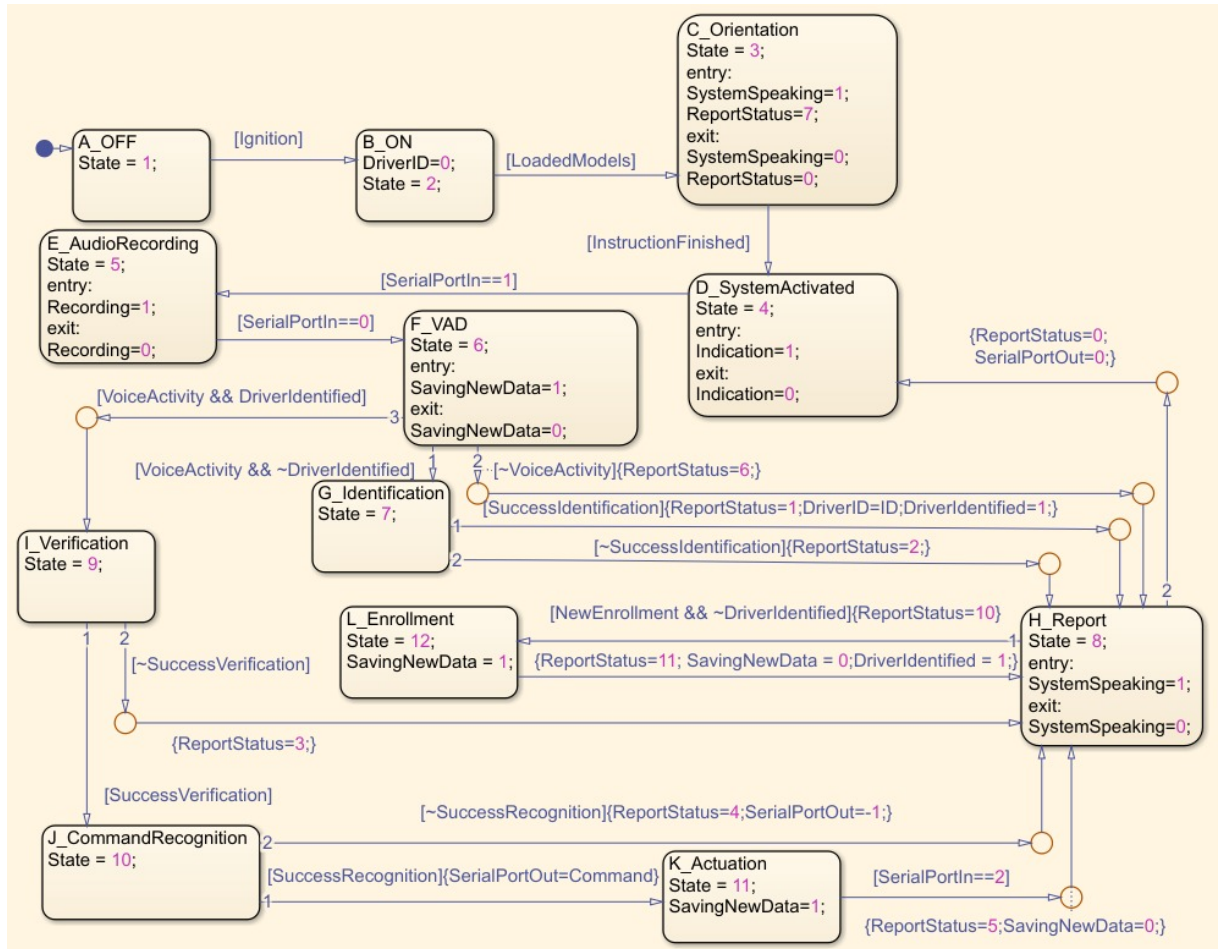 C_Orientation
State = 3;
entry:
SystemSpeaking=1;
ReportStatus=7;
exit:
SystemSpeaking=0;
ReportStatus=0;
A_OFF
State = 1;
[Ignition]
B_ON
DriverID=0;
State = 2;
[LoadedModels]
[InstructionFinished]
E_AudioRecording
State = 5;
entry:
Recording=1;
exit:
Recording=0;
[SerialPortIn==1]
D_SystemActivated
State = 4;
entry:
Indication=1;
exit:
Indication=0;
[SerialPortIn==0]
F_VAD
State = 6;
entry:
SavingNewData=1;
exit:
SavingNewData=0;
{ReportStatus=0;
SerialPortOut=0;}
[VoiceActivity && DriverIdentified]
3
[VoiceActivity && ~DriverIdentified]
1
2
[~VoiceActivity]{ReportStatus=6;}
G_Identification
State = 7;
[SuccessIdentification]{ReportStatus=1;DriverID=ID;DriverIdentified=1;}
1
[~SuccessIdentification]{ReportStatus=2;}
2
I_Verification
State = 9;
2
[NewEnrollment && ~DriverIdentified]{ReportStatus=10}
1
L_Enrollment
State = 12;
SavingNewData = 1;
{ReportStatus=11; SavingNewData = 0;DriverIdentified = 1;}
H_Report
State = 8;
entry:
SystemSpeaking=1;
exit:
SystemSpeaking=0;
1
2
[~SuccessVerification]
{ReportStatus=3;}
[SuccessVerification]
[~SuccessRecognition]{ReportStatus=4;SerialPortOut=-1;}
J_CommandRecognition
State = 10;
2
[SuccessRecognition]{SerialPortOut=Command}
1
K_Actuation
State = 11;
SavingNewData=1;
[SerialPortIn==2]
{ReportStatus=5;SavingNewData=0;}